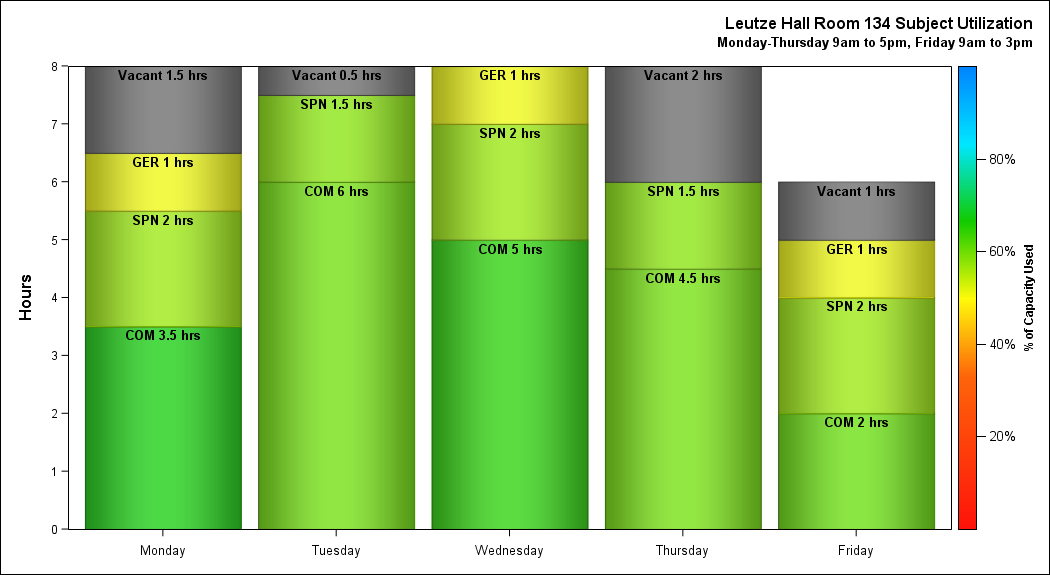 Leutze Hall Room 134 Subject Utilization
Monday-Thursday 9am to 5pm, Friday 9am to 3pm
Hours
8
7
6
5
4
3
2
1
0
Vacant 1.5 hrs
GER 1 hrs
SPN 2 hrs
COM 3.5 hrs
Monday
Vacant 0.5 hrs
SPN 1.5 hrs
COM 6 hrs
Tuesday
GER 1 hrs
SPN 2 hrs
COM 5 hrs
Wednesday
Vacant 2 hrs
SPN 1.5 hrs
COM 4.5 hrs
Thursday
Vacant 1 hrs
GER 1 hrs
SPN 2 hrs
COM 2 hrs
Friday
80%
60%
40%
20%
% of Capacity Used